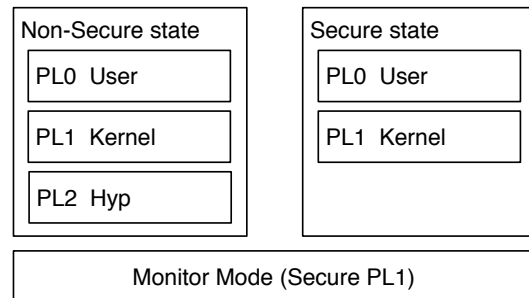 Non-Secure state
PL0 User
PL1 Kernel
PL2 Hyp
Secure state
PL0 User
PL1 Kernel
Monitor Mode (Secure PL1)